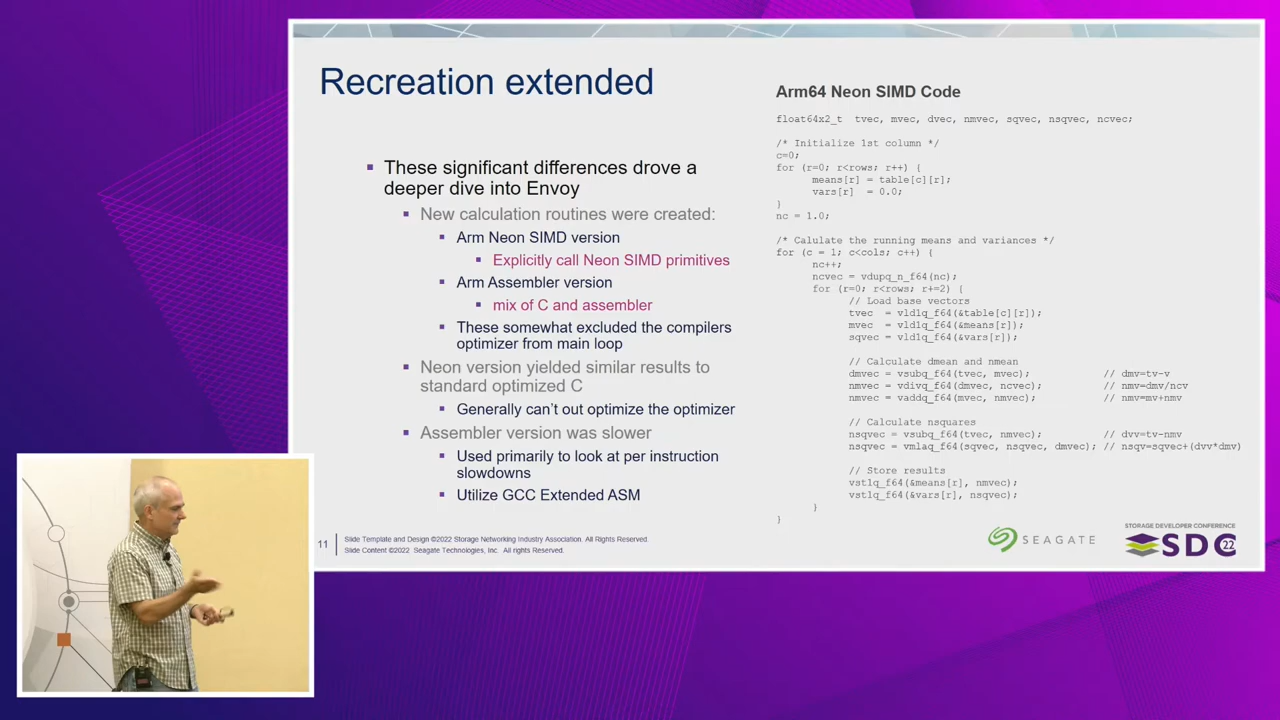 Recreation extended
These significant differences drove a
deeper dive into Envoy
New calculation routines were created:
Arm Neon SIMD version
Explicitly call Neon SIMD primitives
Arm Assembler version
mix of C and assembler
These somewhat excluded the compilers
optimizer from main loop
Neon version yielded similar results to
standard optimized C
Generally can't out optimize the optimizer
Assembler version was slower
Used primarily to look at per instruction
slowdowns
Utilize GCC Extended ASM
Arm64 Neon SIMD Code
float64x2_t tvec, mvec, dvec, nmvec, sqvec, nsqvec, ncvec;
/* Initialize 1st column */
c=0;
for (r=0; r<rows; r++) {
means[r] = table[c][r];
vars[r] = 0.0;
}
nc = 1.0;
/* Calulate the running means and variances */
for (c = 1; c<cols; c++) {
nc++;
ncvec = vdupq_n_f64(nc);
for (r=0; r<rows; r+=2) {
// Load base vectors
tvec = vld1q_f64(&table[c][r]);
mvec = vld1q_f64(&means[r]);
sqvec = vld1q_f64(&vars[r]);
// Calculate dmean and nmean
dmvec = vsubq_f64(tvec, mvec); // dmv=tv-v
nmvec = vdivq_f64(dmvec, ncvec); // nmv=dmv/ncv
nmvec = vaddq_f64(mvec, nmvec); // nmv=mv+nmv
// Calculate nsquares
nsqvec = vsubq_f64(tvec, nmvec); // dvv=tv-nmv
nsqvec = vmlaq_f64(sqvec, nsqvec, dmvec); // nsqv=sqvec+(dvv*dmv)
// Store results
vst1q_f64(&means[r], nmvec);
vst1q_f64(&vars[r], nsqvec);
}
}
11
Slide Template and Design ©2022 Storage Networking Industry Association. All Rights Reserved.
Slide Content ©2022 Seagate Technologies, Inc All rights Reserved.
SEAGATE
STORAGE DEVELOPER CONFERENCE
SDC 22